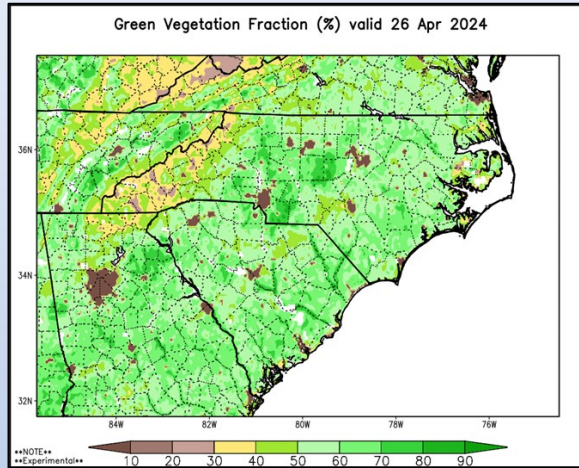 Green Vegetation Fraction (%) valid 26 Apr 2024
36N
34N
32N
84W 82W 80W 78W 76W
**NOTE**
**Experimental**
10 20 30 40 50 60 70 80 90